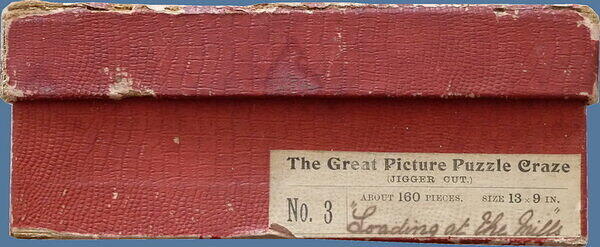 The Great Picture Puzzle Craze
(JIGGER CUT.)
No. 3
ABOUT 160 PIECES. SIZE 13 × 9 IN.
"Loading at the Mill"